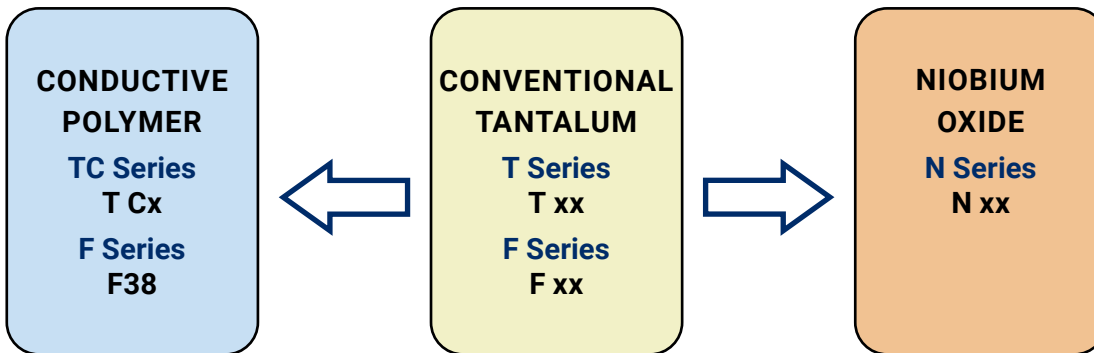 CONDUCTIVE
POLYMER
TC Series
T Cx
F Series
F38
CONVENTIONAL
TANTALUM
T Series
T xx
F Series
F xx
NIOBIUM
OXIDE
N Series
N xx